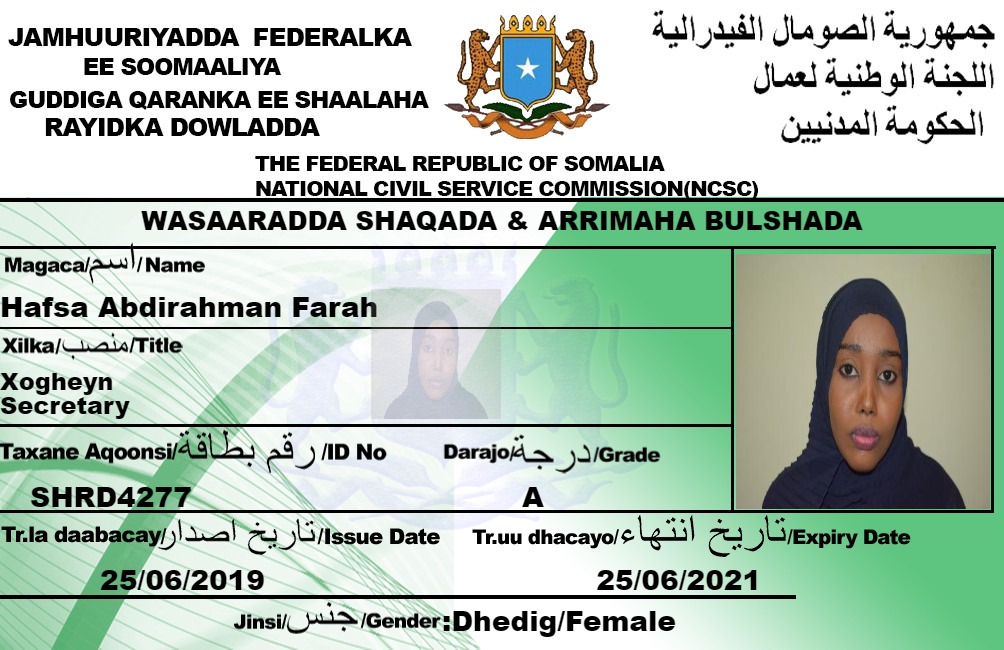 JAMHUURIYADDA FEDERALKA
EE SOOMAALIYA
GUDDIGA QARANKA EE SHAALAHA
RAYIDKA DOWLADDA
جمهورية الصومال الفيدرالية
اللجنة الوطنية لعمال
الحكومة المدنيين
THE FEDERAL REPUBLIC OF SOMALIA
NATIONAL CIVIL SERVICE COMMISSION(NCSC)
WASAARADDA SHAQADA & ARRIMAHA BULSHADA
Magaca/اسم/Name
Hafsa Abdirahman Farah
Xilka/منصب/Title
Xogheyn
Secretary
Taxane Aqoonsi/رقم بطاقة/ID No
Darajo/درجة/Grade
SHRD4277
A
Tr.la daabacay/تاريخ اصدار/Issue Date
Tr.uu dhacayo/تاريخ انتهاء/Expiry Date
25/06/2019
25/06/2021
Jinsi/جنس/Gender:Dhedig/Female